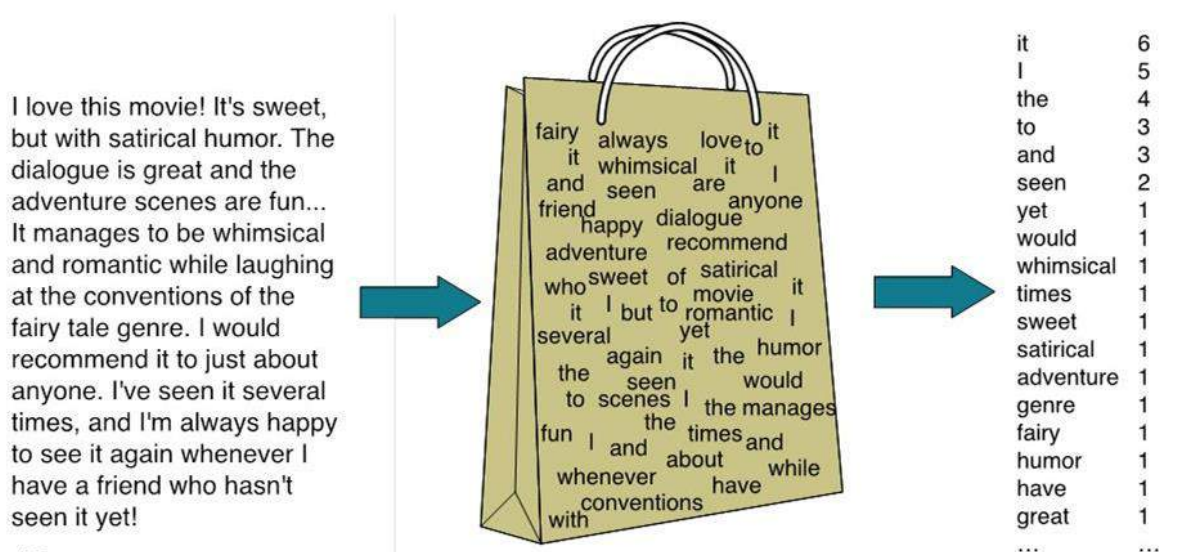 I love this movie! It's sweet,
but with satirical humor. The
dialogue is great and the
adventure scenes are fun...
It manages to be whimsical
and romantic while laughing
at the conventions of the
fairy tale genre. I would
recommend it to just about
anyone. I've seen it several
times, and I'm always happy
to see it again whenever I
have a friend who hasn't
seen it yet!
fairy always love to it
it whimsical it I
and seen are
anyone
friend
happy dialogue
adventure recommend
who sweet of satirical
it I but to movie it
romantic I
several yet
again it the humor
the seen would
to scenes I the manages
fun I and the times and
whenever about while
have
conventions
with
it 6
I 5
the 4
to 3
and 3
seen 2
yet 1
would 1
whimsical 1
times 1
sweet 1
satirical 1
adventure 1
genre 1
fairy 1
humor 1
have 1
great 1
... ...